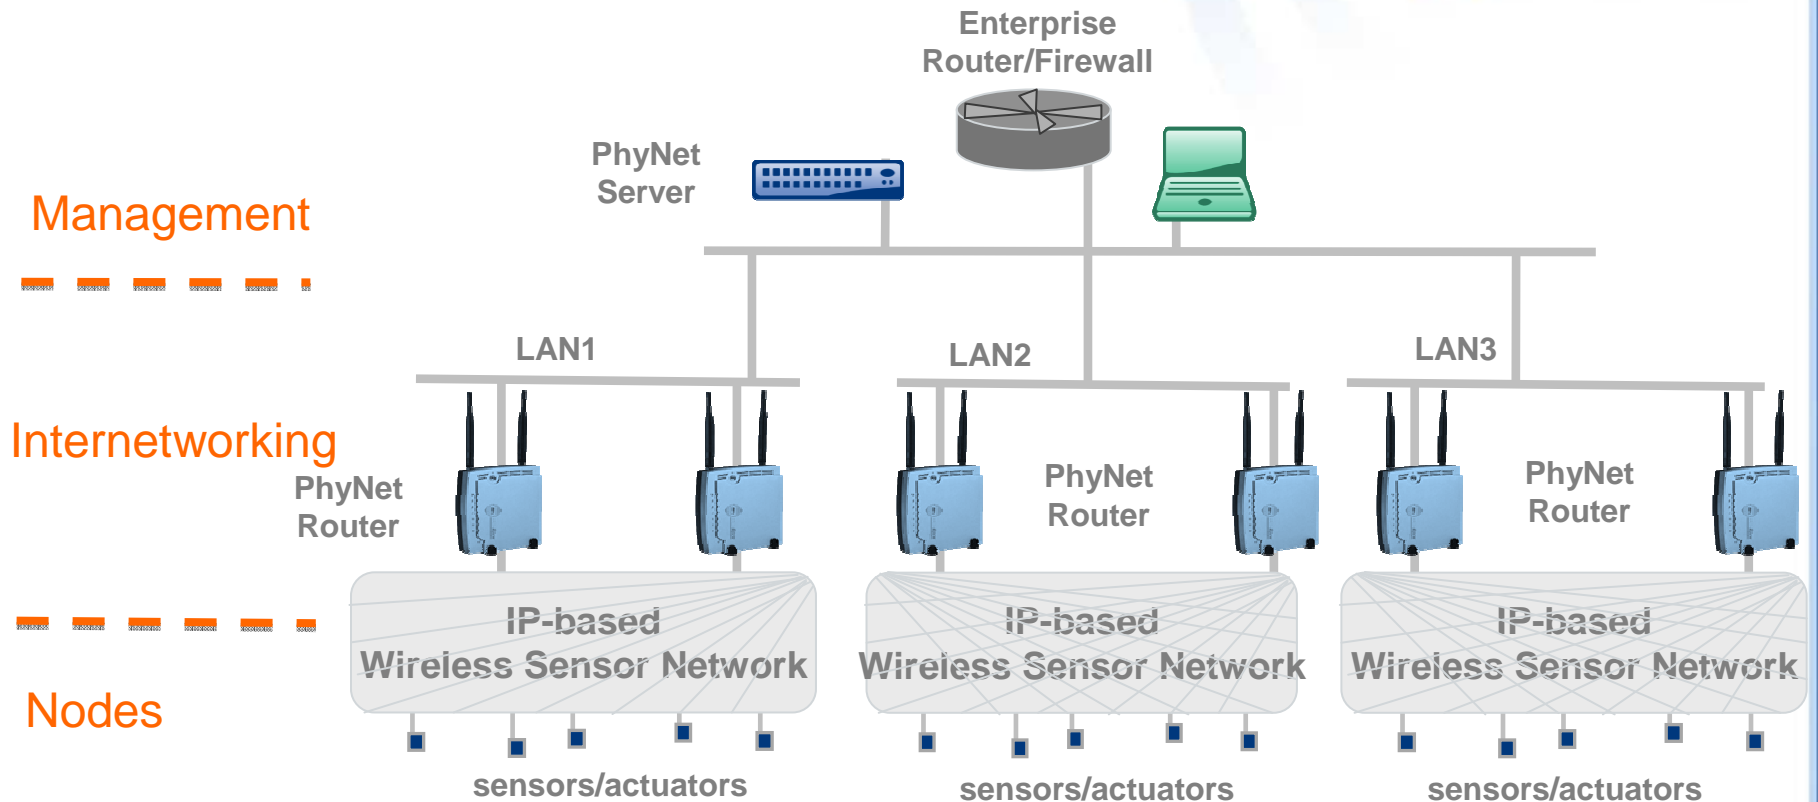 Enterprise
Router/Firewall
PhyNet
Server
Management
LAN1
LAN2
LAN3
Internetworking
PhyNet
Router
PhyNet
Router
PhyNet
Router
IP-based
Wireless Sensor Network
IP-based
Wireless Sensor Network
IP-based
Wireless Sensor Network
Nodes
sensors/actuators
sensors/actuators
sensors/actuators